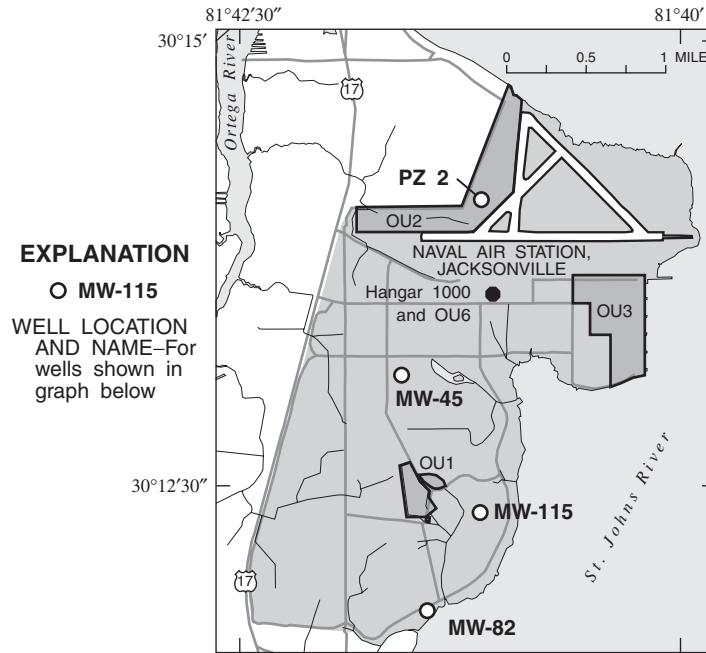 81°42'30" 81°40'
30°15'
0 0.5 1 MILE
Ortega River
17
PZ 2
OU2
NAVAL AIR STATION,
JACKSONVILLE
EXPLANATION
MW-115
WELL LOCATION
AND NAME–For
wells shown in
graph below
Hangar 1000
and OU6
OU3
MW-45
OU1
30°12'30"
MW-115
St. Johns River
17
MW-82